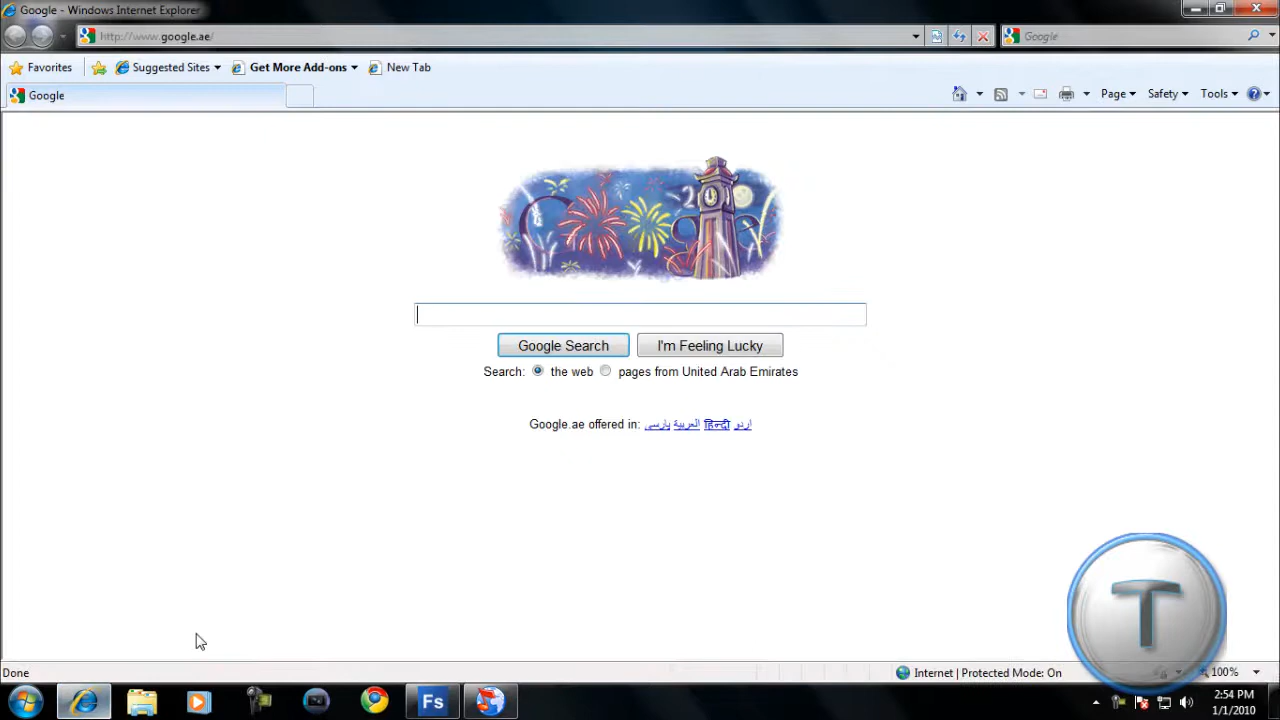 Google - Windows Internet Explorer
http://www.google.ae/
Google
Favorites
Suggested Sites
Get More Add-ons
New Tab
Google
Page
Safety
Tools
Google Search
I'm Feeling Lucky
Search: the web pages from United Arab Emirates
Google.ae offered in: پارسی العربية हिन्दी اردو
T
Done
Internet | Protected Mode: On
100%
Fs
2:54 PM
1/1/2010